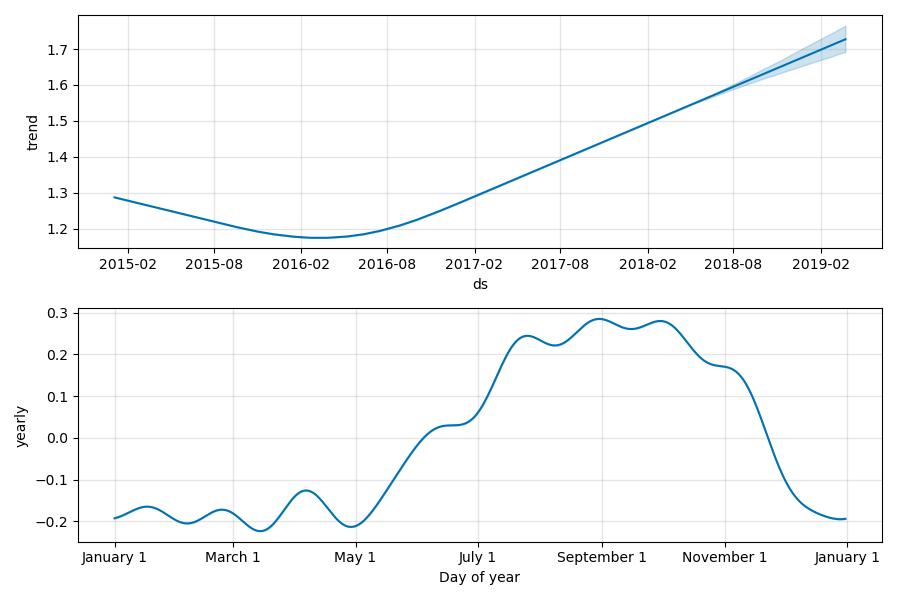 trend
1.7
1.6
1.5
1.4
1.3
1.2
2015-02 2015-08 2016-02 2016-08 2017-02 2017-08 2018-02 2018-08 2019-02
ds
yearly
0.3
0.2
0.1
0.0
−0.1
−0.2
January 1 March 1 May 1 July 1 September 1 November 1 January 1
Day of year